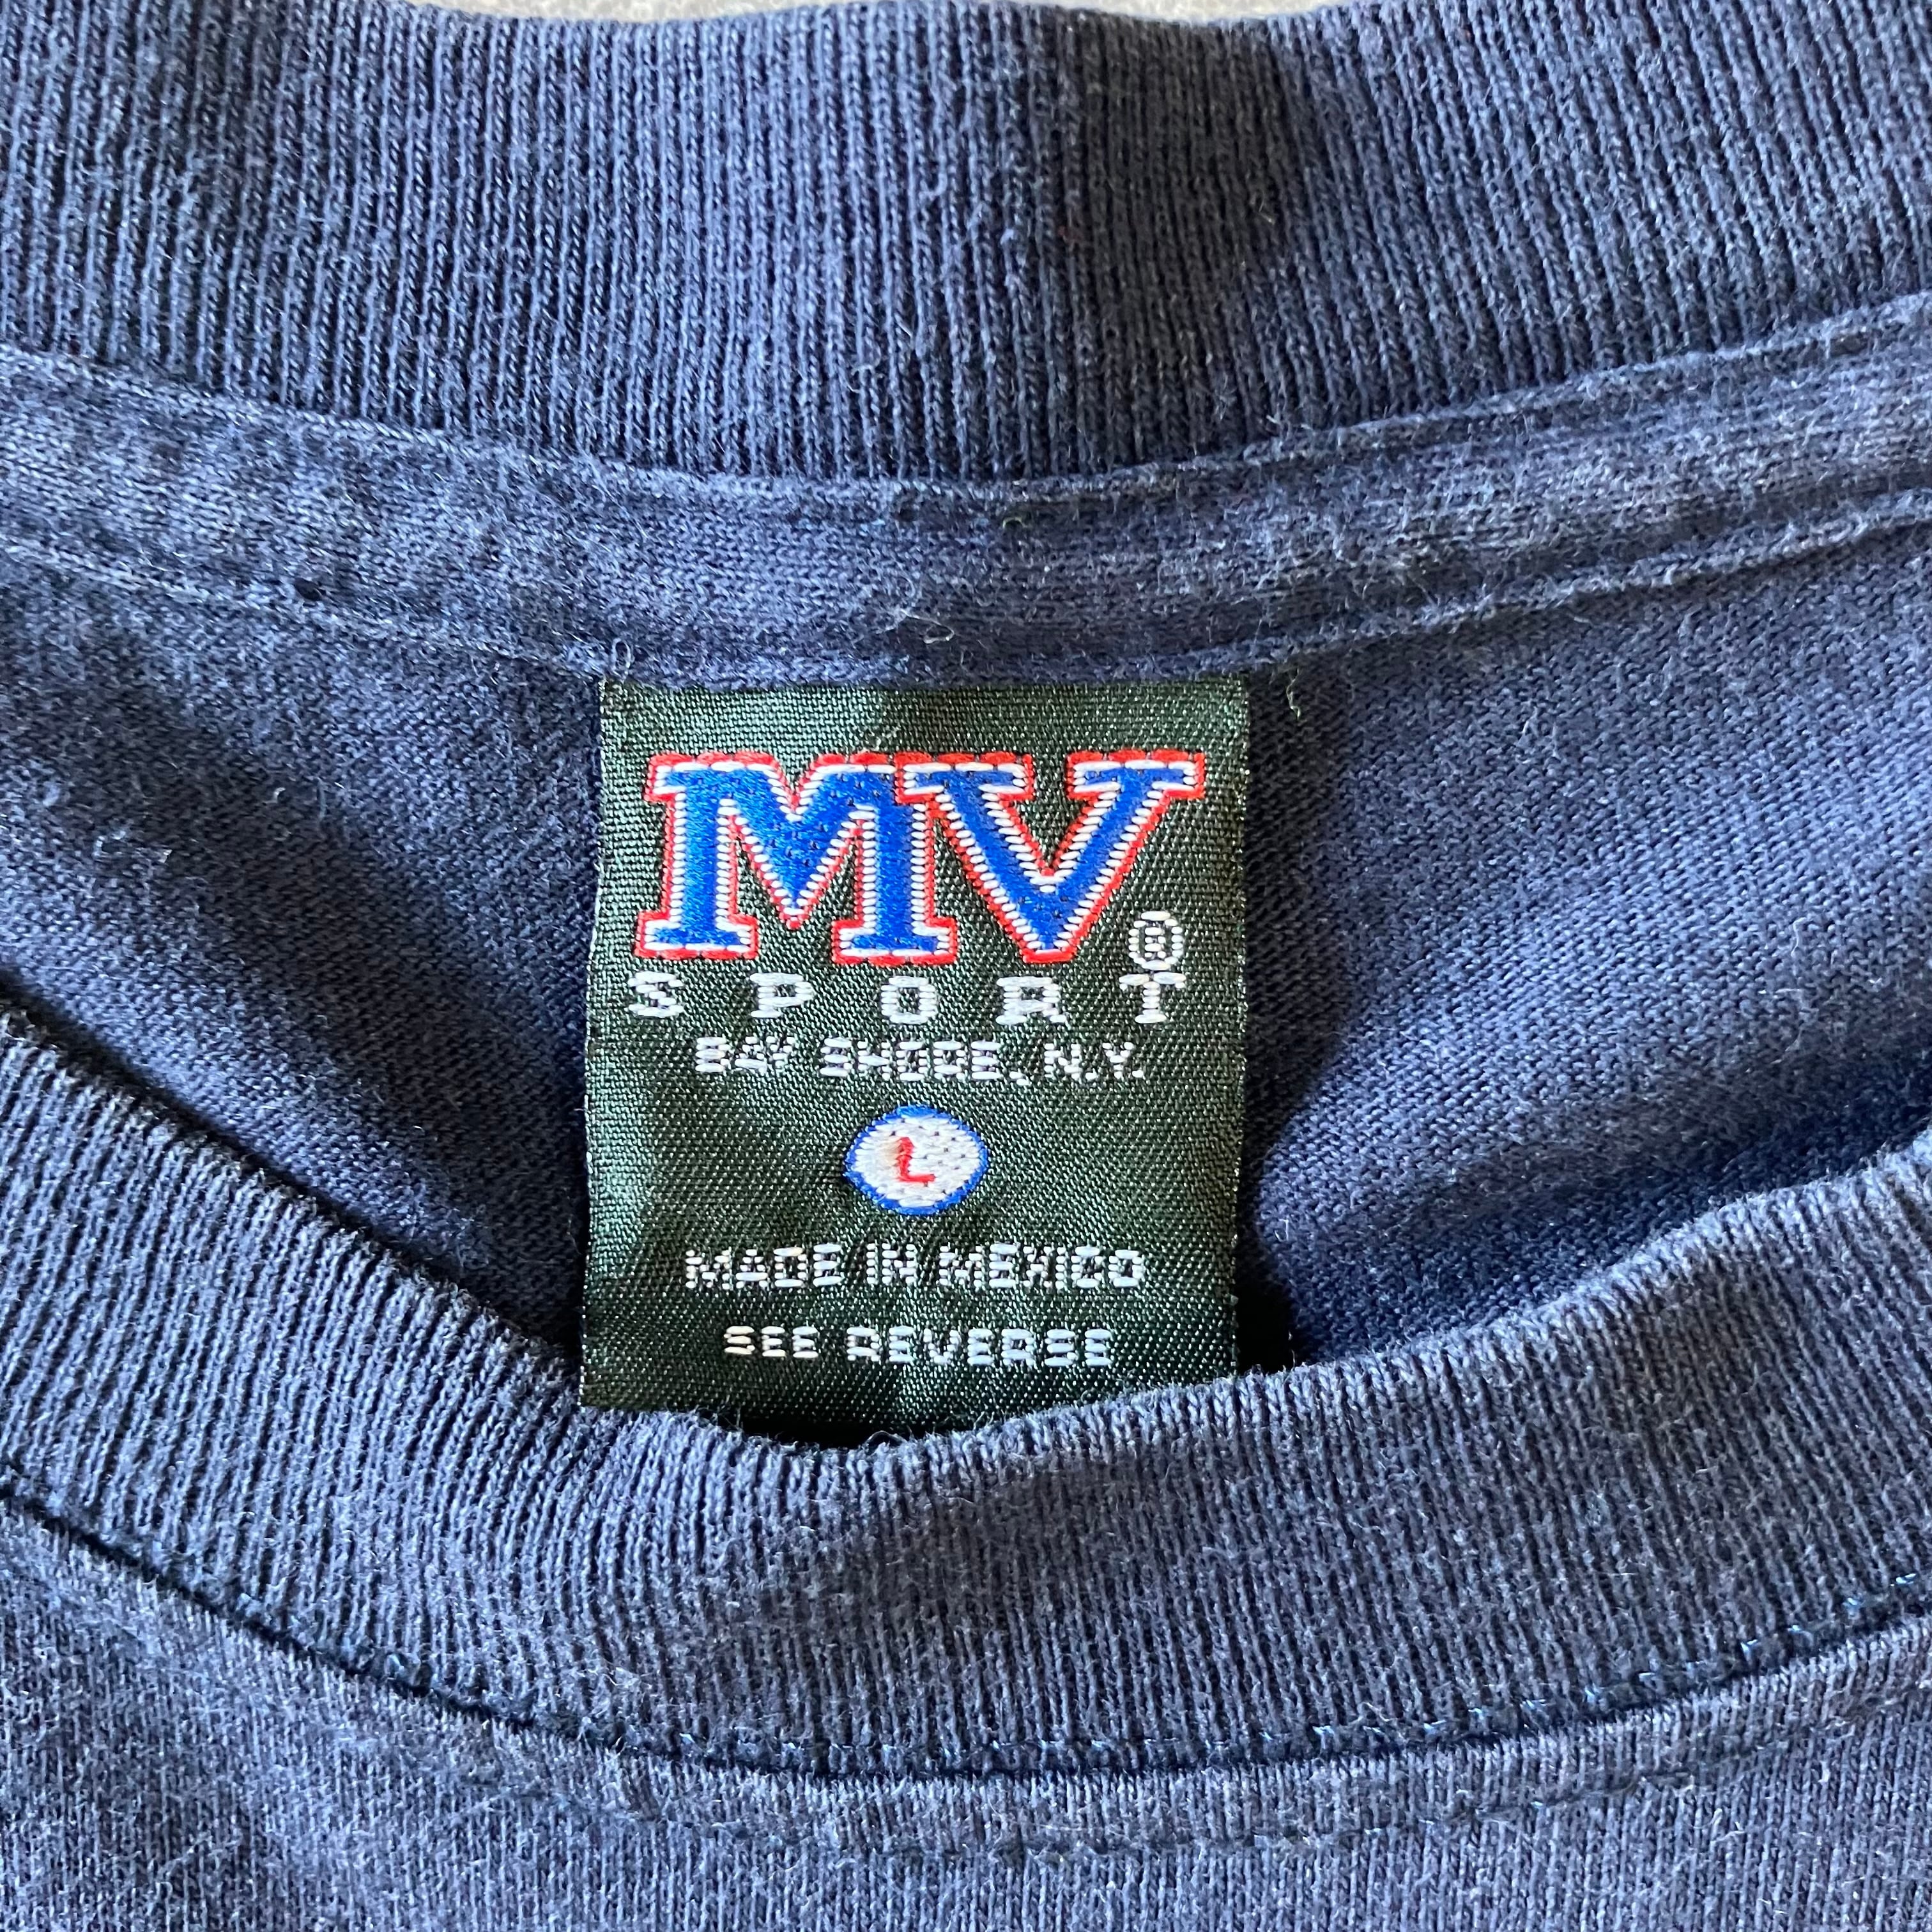 MV®
SPORT
BAY SHORE, N.Y.
L
MADE IN MEXICO
SEE REVERSE